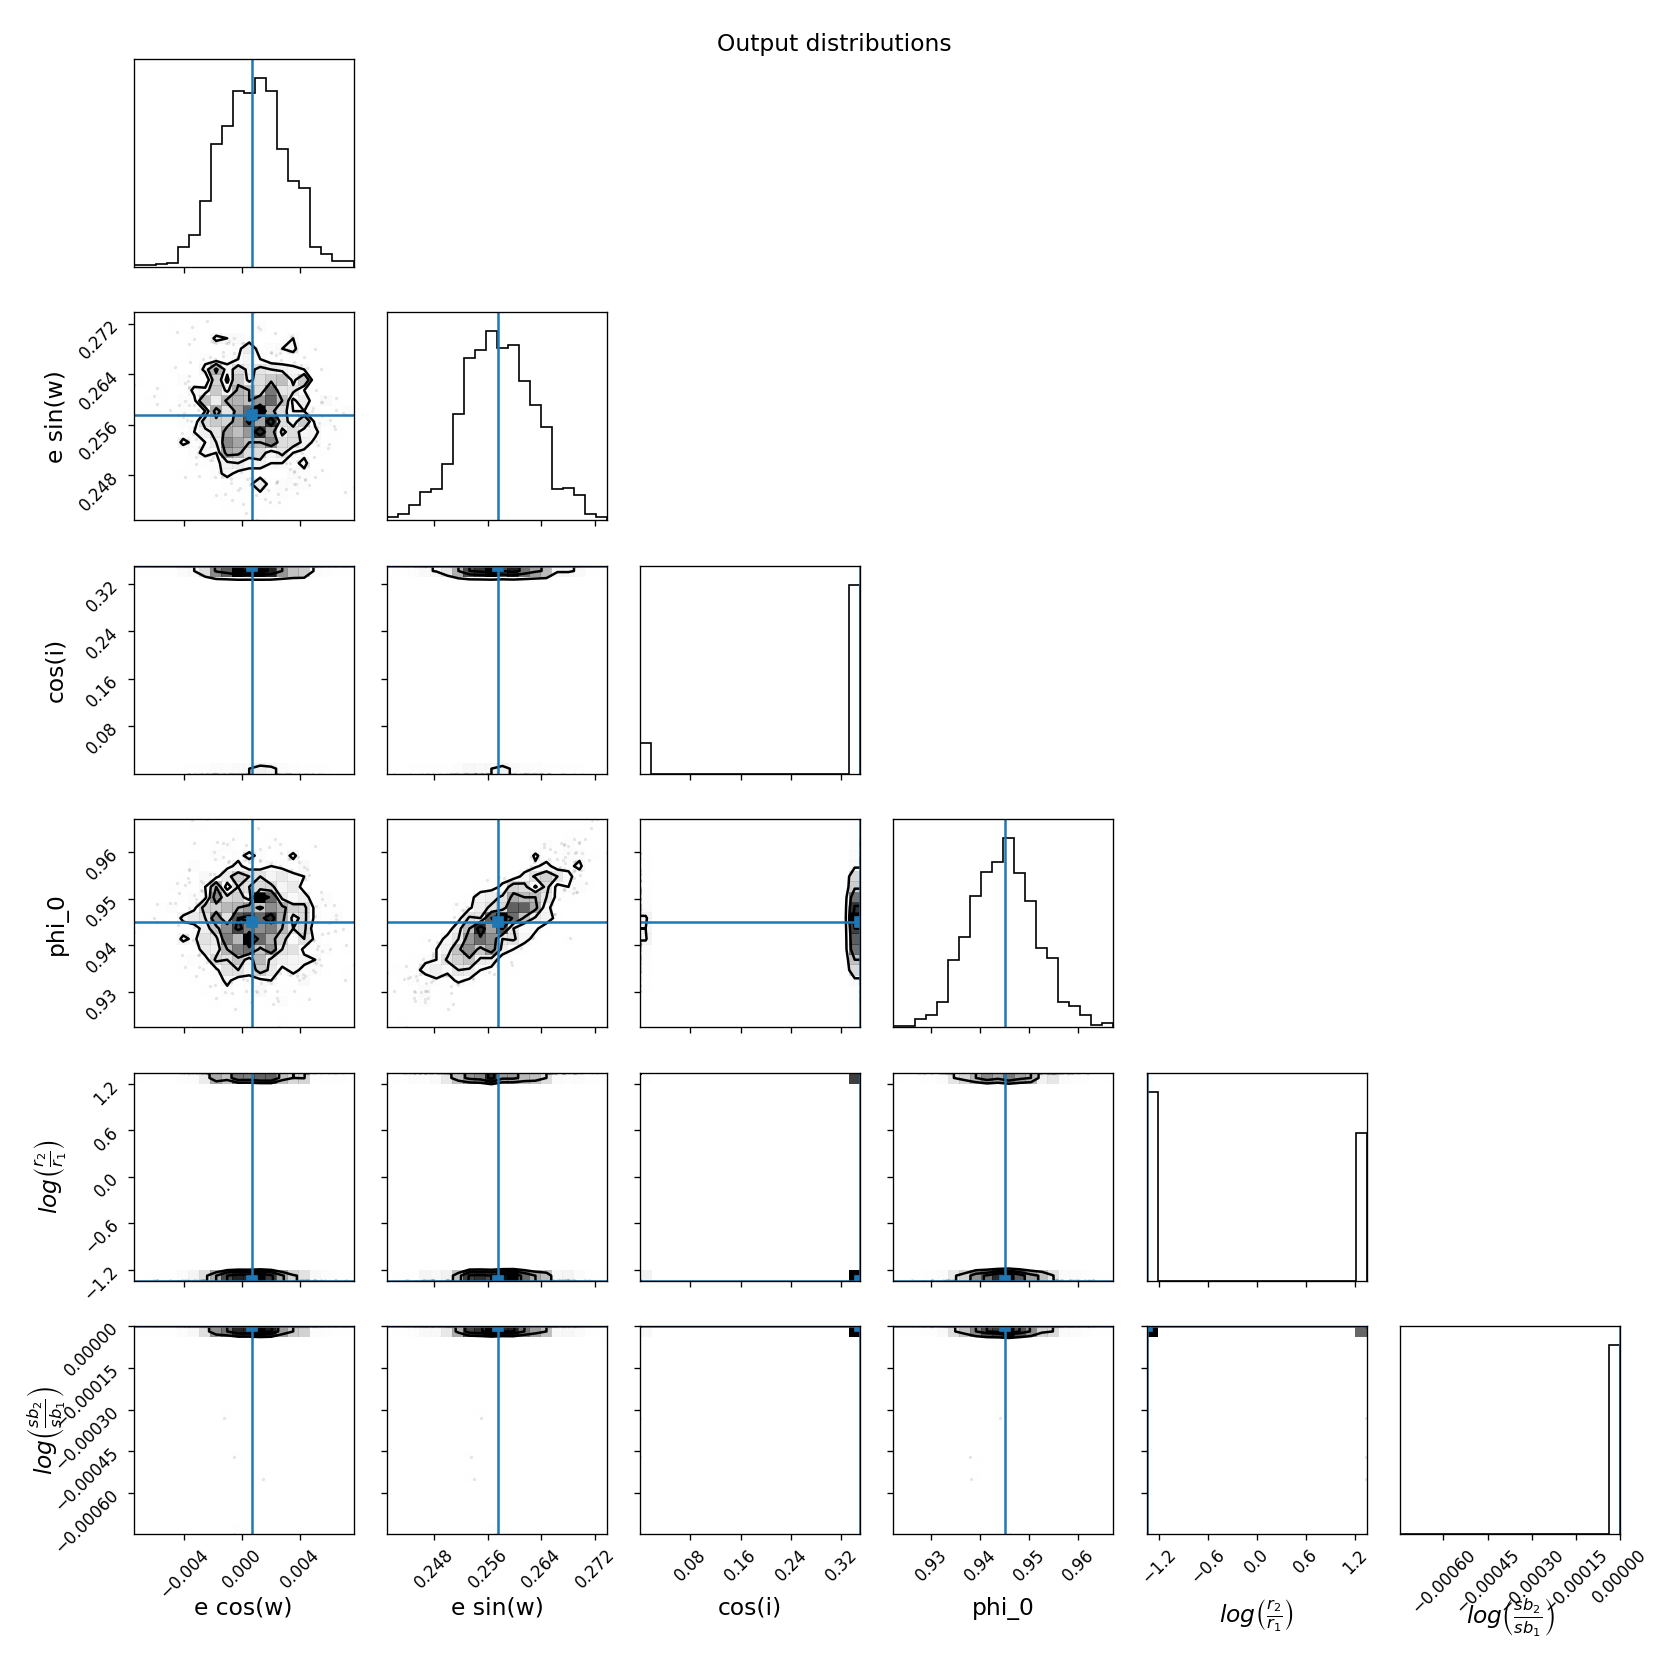 Output distributions
0.272
0.264
0.256
0.248
e sin(w)
0.32
0.24
0.16
0.08
cos(i)
0.96
0.95
0.94
0.93
phi_0
1.2
0.6
0.0
−0.6
−1.2
log(r₂/r₁)
0.00000
−0.00015
−0.00030
−0.00045
−0.00060
log(sb₂/sb₁)
−0.004 0.000 0.004
0.248 0.256 0.264 0.272
0.08 0.16 0.24 0.32
0.93 0.94 0.95 0.96
−1.2 −0.6 0.0 0.6 1.2
−0.00060 −0.00045 −0.00030 −0.00015 0.00000
e cos(w) e sin(w) cos(i) phi_0 log(r₂/r₁) log(sb₂/sb₁)